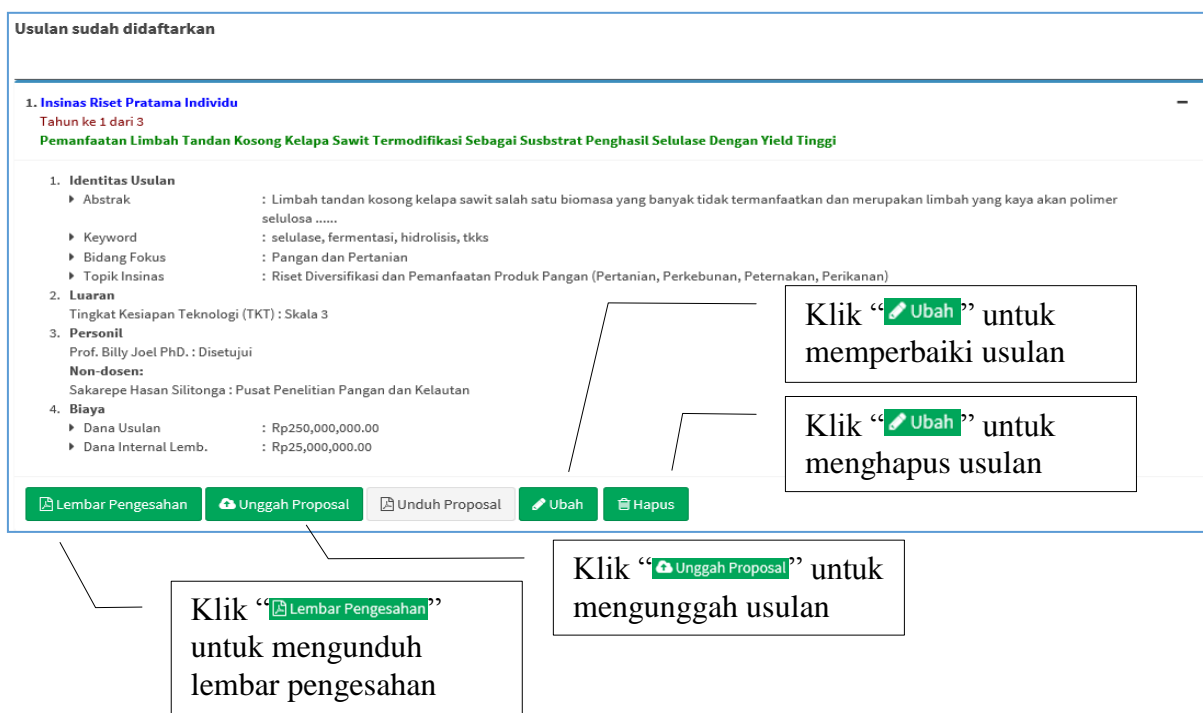 Usulan sudah didaftarkan
1. Insinas Riset Pratama Individu
Tahun ke 1 dari 3
Pemanfaatan Limbah Tandan Kosong Kelapa Sawit Termodifikasi Sebagai Susbstrat Penghasil Selulase Dengan Yield Tinggi
1. Identitas Usulan
Abstrak : Limbah tandan kosong kelapa sawit salah satu biomasa yang banyak tidak termanfaatkan dan merupakan limbah yang kaya akan polimer
selulosa ......
Keyword : selulase, fermentasi, hidrolisis, tkks
Bidang Fokus : Pangan dan Pertanian
Topik Insinas : Riset Diversifikasi dan Pemanfaatan Produk Pangan (Pertanian, Perkebunan, Peternakan, Perikanan)
2. Luaran
Tingkat Kesiapan Teknologi (TKT) : Skala 3
3. Personil
Prof. Billy Joel PhD. : Disetujui
Non-dosen:
Sakarepe Hasan Silitonga : Pusat Penelitian Pangan dan Kelautan
4. Biaya
Dana Usulan : Rp250,000,000.00
Dana Internal Lemb. : Rp25,000,000.00
Klik “Ubah” untuk
memperbaiki usulan
Klik “Ubah” untuk
menghapus usulan
Lembar Pengesahan Unggah Proposal Unduh Proposal Ubah Hapus
Klik “Unggah Proposal” untuk
mengunggah usulan
Klik “Lembar Pengesahan”
untuk mengunduh
lembar pengesahan